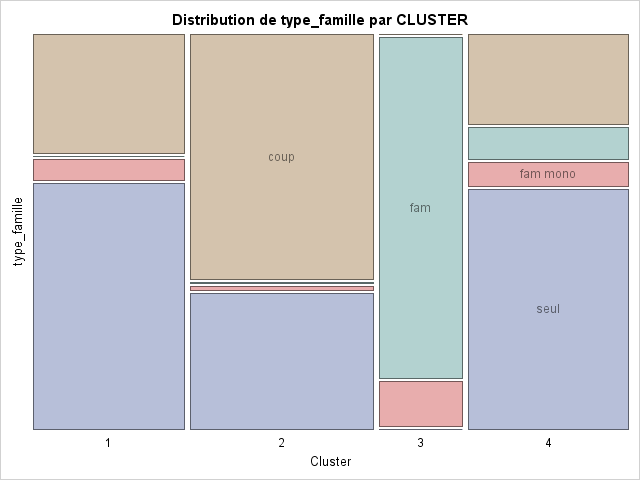 Distribution de type_famille par CLUSTER
type_famille
coup
fam
fam mono
seul
1 2 3 4
Cluster